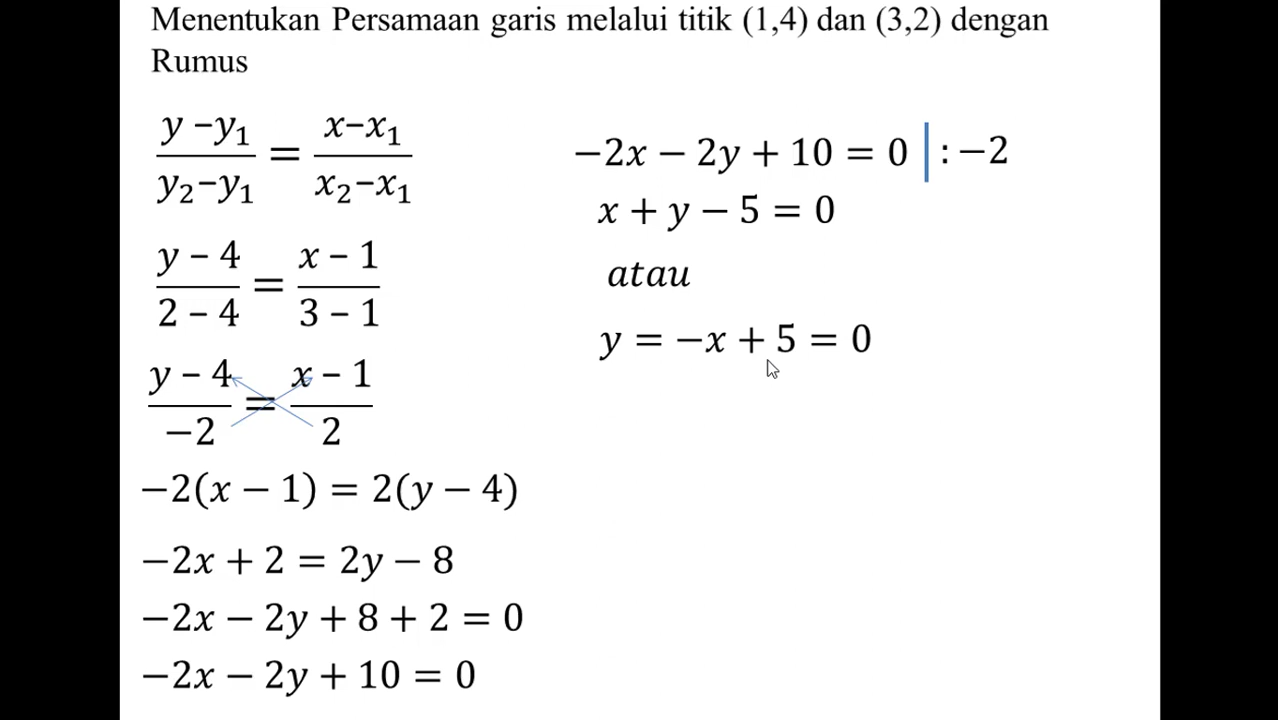 Menentukan Persamaan garis melalui titik (1,4) dan (3,2) dengan
Rumus
(y −y₁)/(y₂−y₁) = (x−x₁)/(x₂−x₁)
(y − 4)/(2 − 4) = (x − 1)/(3 − 1)
(y − 4)/(−2) = (x − 1)/2
−2(x − 1) = 2(y − 4)
−2x + 2 = 2y − 8
−2x − 2y + 8 + 2 = 0
−2x − 2y + 10 = 0
−2x − 2y + 10 = 0 | : −2
x + y − 5 = 0
atau
y = −x + 5 = 0